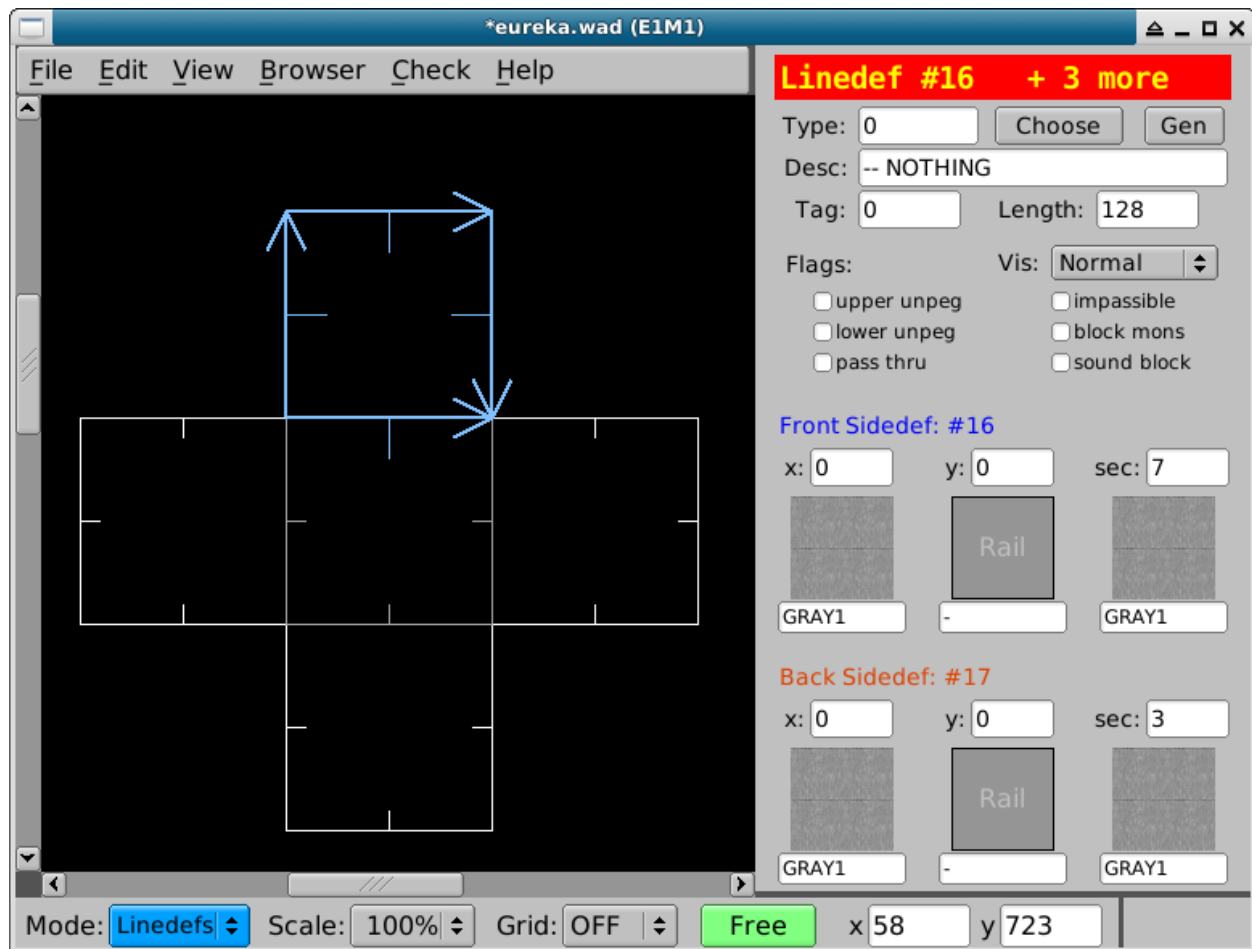 *eureka.wad (E1M1)
File Edit View Browser Check Help
Linedef #16 + 3 more
Type: 0 Choose Gen
Desc: -- NOTHING
Tag: 0 Length: 128
Flags: Vis: Normal
upper unpeg impassible
lower unpeg block mons
pass thru sound block
Front Sidedef: #16
x: 0 y: 0 sec: 7
Rail
GRAY1 - GRAY1
Back Sidedef: #17
x: 0 y: 0 sec: 3
Rail
GRAY1 - GRAY1
Mode: Linedefs Scale: 100% Grid: OFF Free x 58 y 723